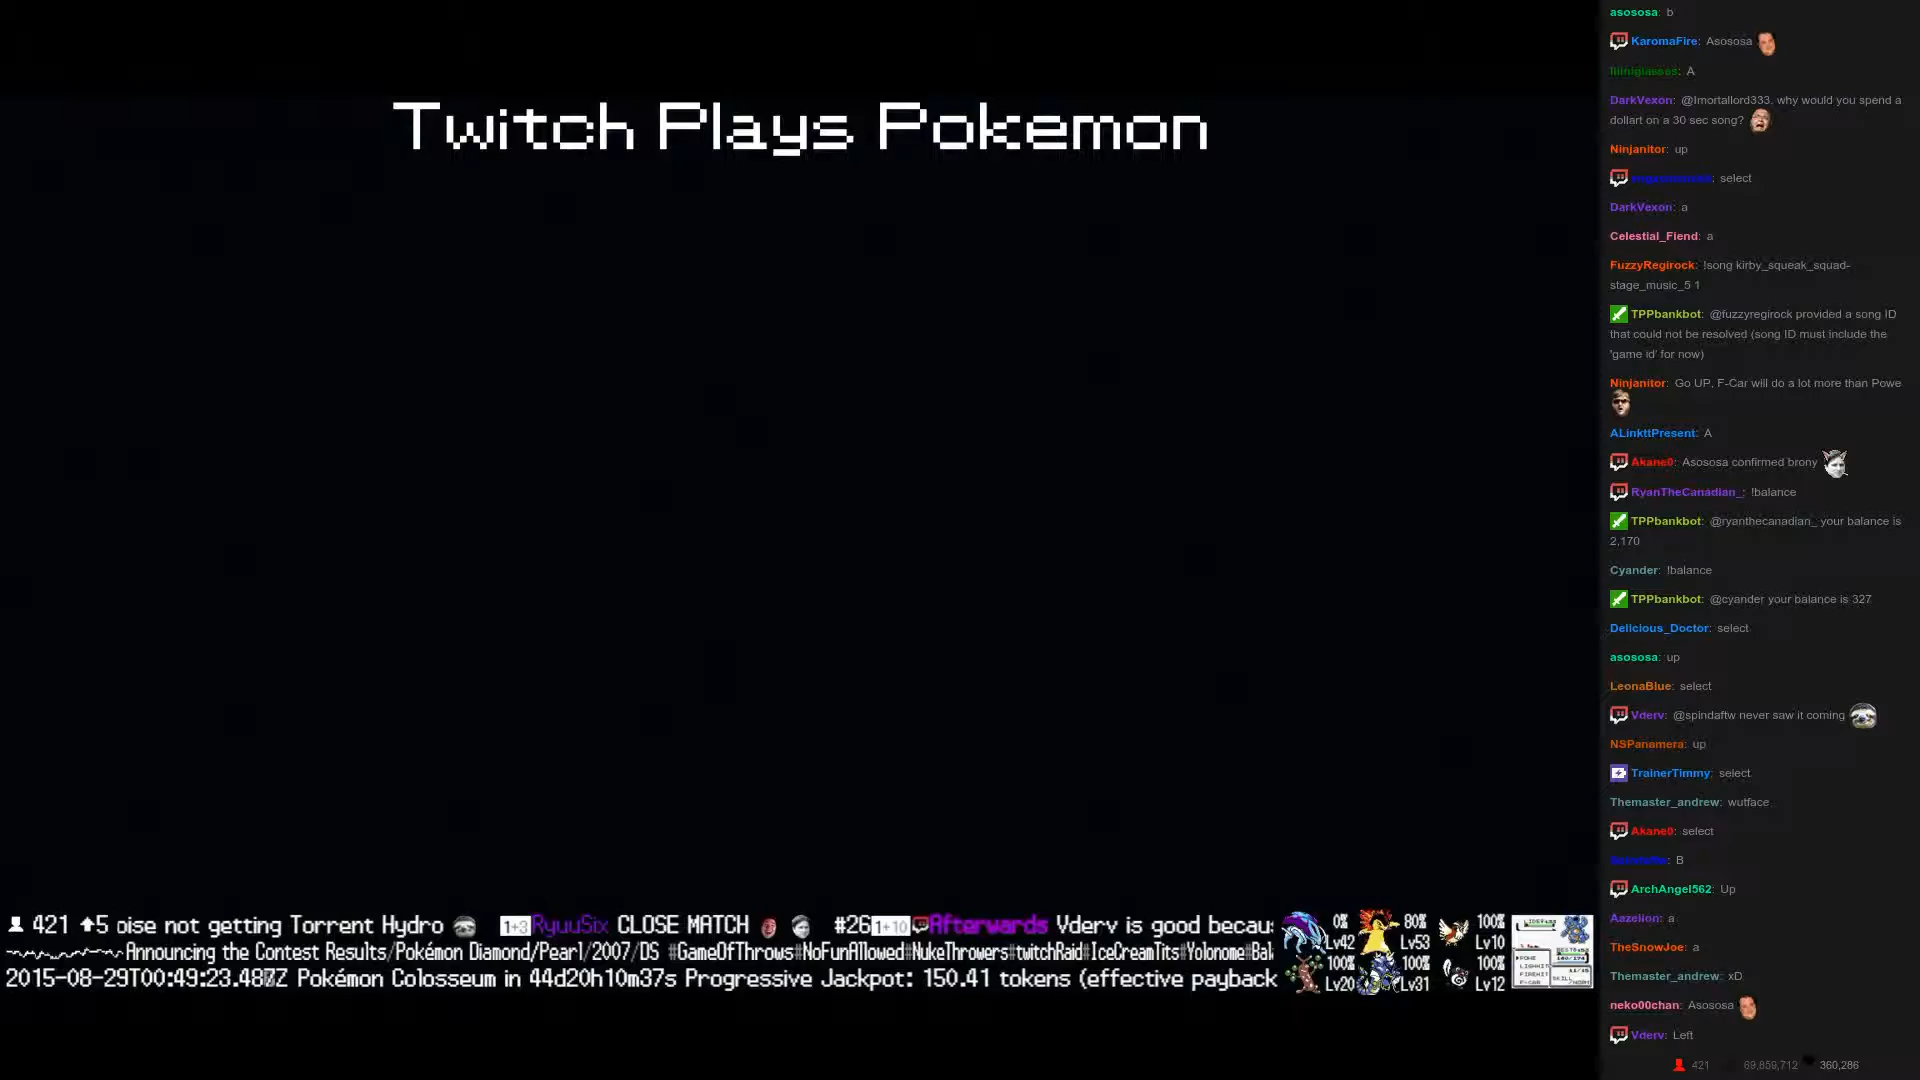 Twitch Plays Pokemon
421 5 oise not getting Torrent Hydro 1+3 RyuuSix CLOSE MATCH #26 1+10 Afterwards Vderv is good becau
Announcing the Contest Results/Pokémon Diamond/Pearl/2007/DS #GameOfThrows#NoFunAllowed#NukeThrowers#twitchRaid#IceCreamTits#Yolonome#Bal
2015-08-29T00:49:23.48 Z Pokémon Colosseum in 44d20h10m37s Progressive Jackpot: 150.41 tokens (effective payback
0% 80% 100%
Lv42 Lv53 Lv10
100% 100% 100%
Lv20 Lv31 Lv12
asososa: b
KaromaFire: Asososa
A
DarkVexon: @Imortallord333, why would you spend a
dollart on a 30 sec song?
Ninjanitor: up
: select
DarkVexon: a
Celestial_Fiend: a
FuzzyRegirock: !song kirby_squeak_squad-
stage_music_5 1
TPPbankbot: @fuzzyregirock provided a song ID
that could not be resolved (song ID must include the
'game id' for now)
Ninjanitor: Go UP, F-Car will do a lot more than Powe
ALinkttPresent: A
Akane0: Asososa confirmed brony
RyanTheCanadian_: !balance
TPPbankbot: @ryanthecanadian_ your balance is
2,170
Cyander: !balance
TPPbankbot: @cyander your balance is 327
Delicious_Doctor: select
asososa: up
LeonaBlue: select
Vderv: @spindaftw never saw it coming
NSPanamera: up
TrainerTimmy: select
Themaster_andrew: wutface
Akane0: select
: B
ArchAngel562: Up
Aazelion: a
TheSnowJoe: a
Themaster_andrew: xD
neko00chan: Asososa
Vderv: Left
421 69,859,712 360,286